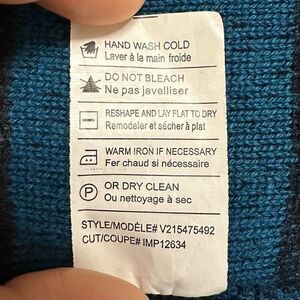 HAND WASH COLD
Laver à la main froide
DO NOT BLEACH
Ne pas javelliser
RESHAPE AND LAY FLAT TO DRY
Remodeler et sécher à plat
WARM IRON IF NECESSARY
Fer chaud si nécessaire
P OR DRY CLEAN
Ou nettoyage à sec
STYLE/MODÉLE# V215475492
CUT/COUPE# IMP12634